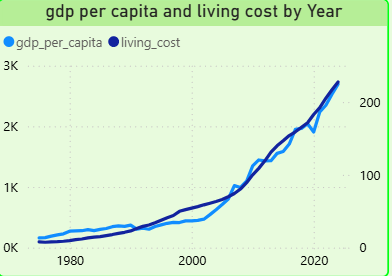 gdp per capita and living cost by Year
gdp_per_capita living_cost
3K
200
2K
100
1K
0K
0
1980 2000 2020